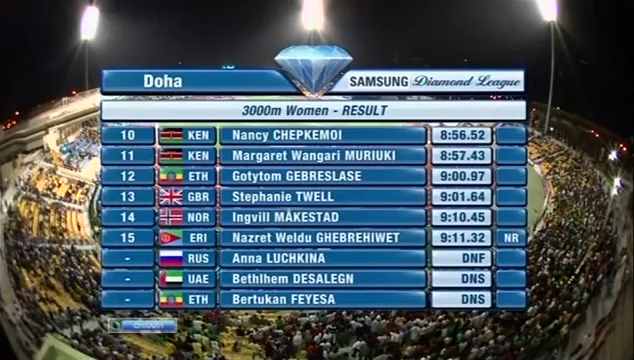 Doha SAMSUNG Diamond League
3000m Women - RESULT
10 KEN Nancy CHEPKEMOI 8:56.52
11 KEN Margaret Wangari MURIUKI 8:57.43
12 ETH Gotytom GEBRESLASE 9:00.97
13 GBR Stephanie TWELL 9:01.64
14 NOR Ingvill MÅKESTAD 9:10.45
15 ERI Nazret Weldu GHEBREHIWET 9:11.32 NR
- RUS Anna LUCHKINA DNF
- UAE Bethlhem DESALEGN DNS
- ETH Bertukan FEYESA DNS